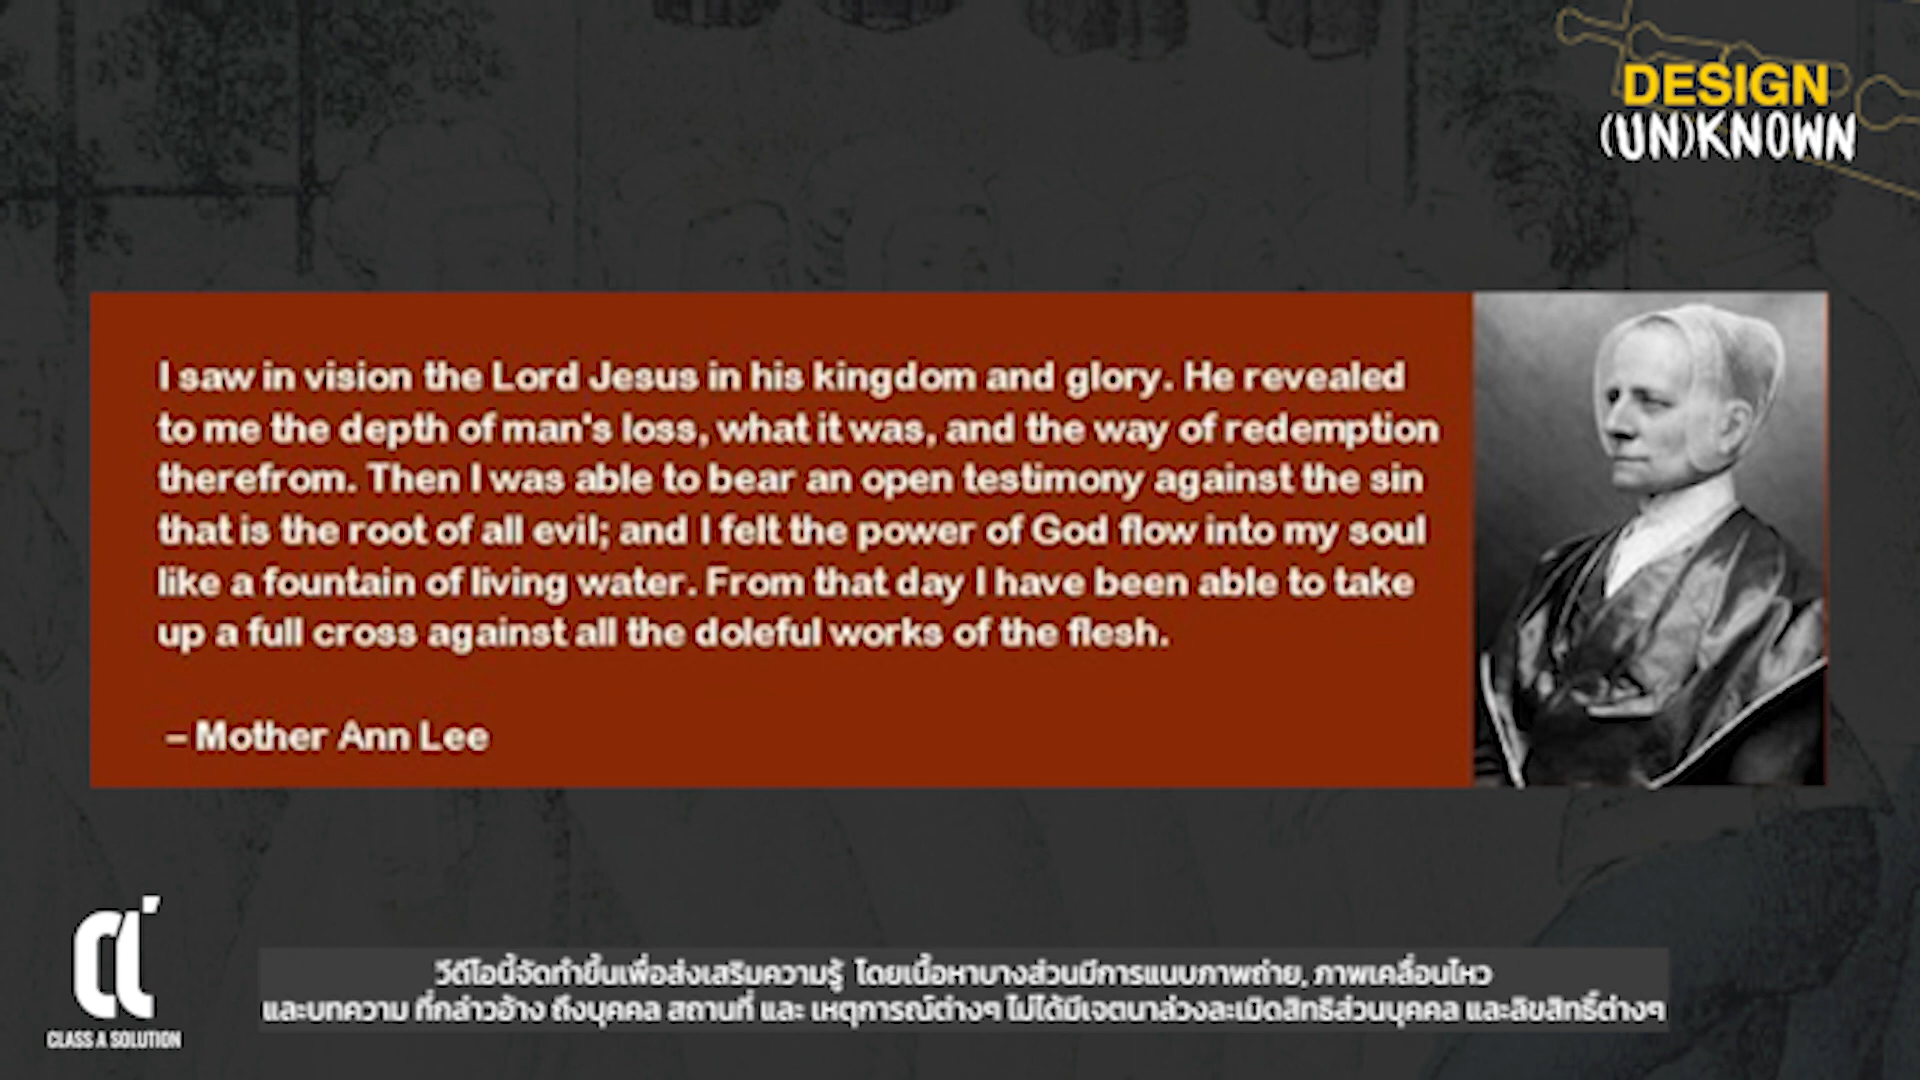 DESIGN
(UN)KNOWN
I saw in vision the Lord Jesus in his kingdom and glory. He revealed
to me the depth of man's loss, what it was, and the way of redemption
therefrom. Then I was able to bear an open testimony against the sin
that is the root of all evil; and I felt the power of God flow into my soul
like a fountain of living water. From that day I have been able to take
up a full cross against all the doleful works of the flesh.
– Mother Ann Lee
CLASS A SOLUTION
วีดีโอนี้จัดทำขึ้นเพื่อส่งเสริมความรู้ โดยเนื้อหาบางส่วนมีการแนบภาพถ่าย, ภาพเคลื่อนไหว
และบทความ ที่กล่าวอ้าง ถึงบุคคล สถานที่ และ เหตุการณ์ต่างๆ ไม่ได้มีเจตนาล่วงละเมิดสิทธิส่วนบุคคล และลิขสิทธิ์ต่างๆ